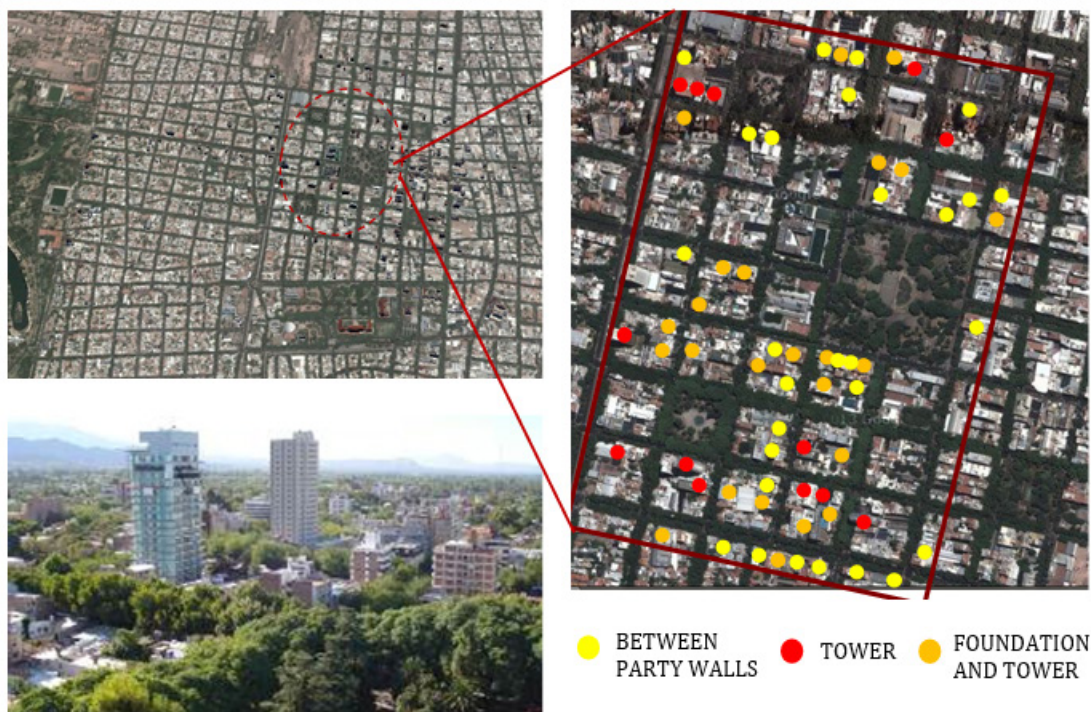 BETWEEN
PARTY WALLS
TOWER
FOUNDATION
AND TOWER